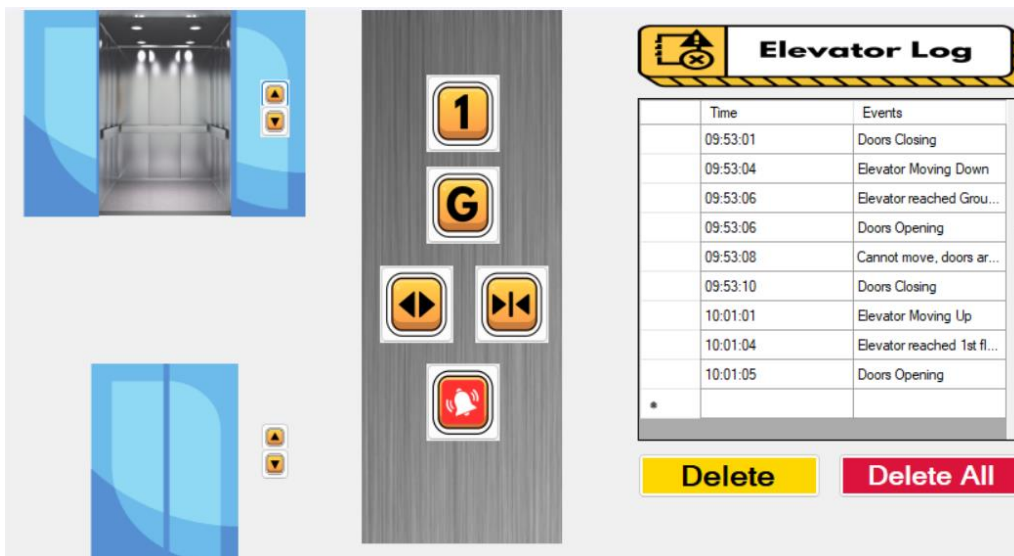 1
G
Elevator Log
Time Events
09:53:01 Doors Closing
09:53:04 Elevator Moving Down
09:53:06 Elevator reached Grou...
09:53:06 Doors Opening
09:53:08 Cannot move, doors ar...
09:53:10 Doors Closing
10:01:01 Elevator Moving Up
10:01:04 Elevator reached 1st fl...
10:01:05 Doors Opening
*
Delete Delete All